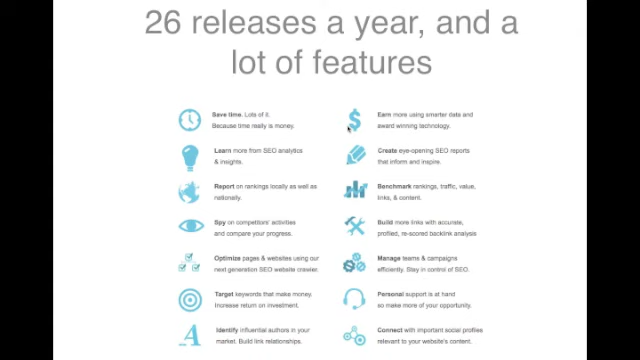 26 releases a year, and a
lot of features
Save time. Lots of it.
Because time really is money.
Learn more from SEO analytics
& insights.
Report on rankings locally as well as
nationally.
Spy on competitors' activities
and compare your progress.
Optimize pages & websites using our
next generation SEO website crawler.
Target keywords that make money.
Increase return on investment.
Identify influential authors in your
market. Build link relationships.
Earn more using smarter data and
award winning technology.
Create eye-opening SEO reports
that inform and inspire.
Benchmark rankings, traffic, value,
links, & content.
Build more links with accurate,
profiled, re-scored backlink analysis
Manage teams & campaigns
efficiently. Stay in control of SEO.
Personal support is at hand
so make more of your opportunity.
Connect with important social profiles
relevant to your website's content.